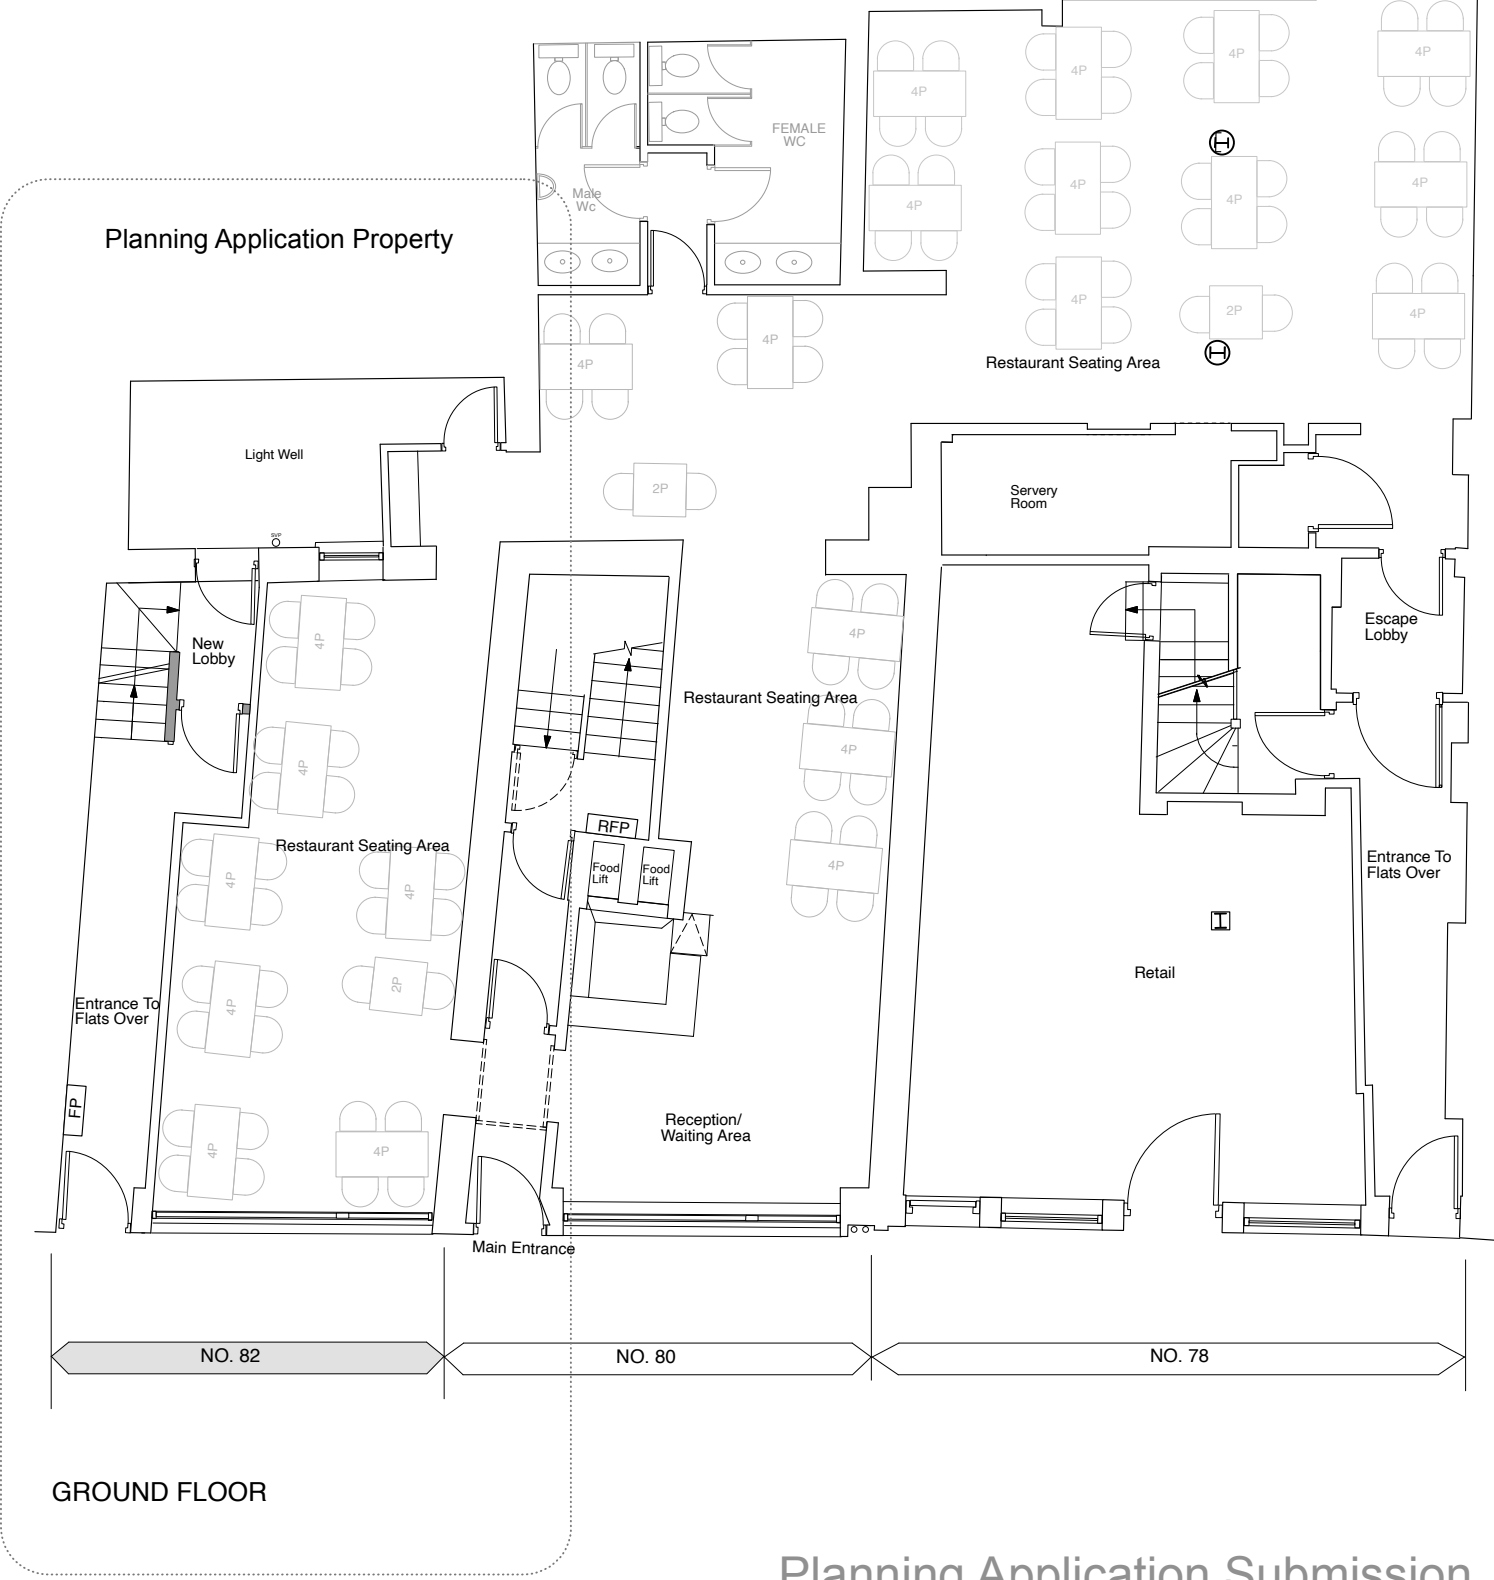 4P
4P
4P
4P
FEMALE
WC
4P
4P
4P
4P
4P
Male
Wc
Planning Application Property
4P
2P
4P
4P
4P
4P
Restaurant Seating Area
Light Well
2P
Servery
Room
SVP
Escape
Lobby
New
Lobby
4P
4P
Restaurant Seating Area
4P
4P
RFP
Restaurant Seating Area
Food
Lift
Food
Lift
4P
Entrance To
Flats Over
4P
4P
Retail
2P
Entrance To
Flats Over
4P
FP
Reception/
Waiting Area
4P
4P
Main Entrance
NO. 82
NO. 80
NO. 78
GROUND FLOOR
Planning Application Submission